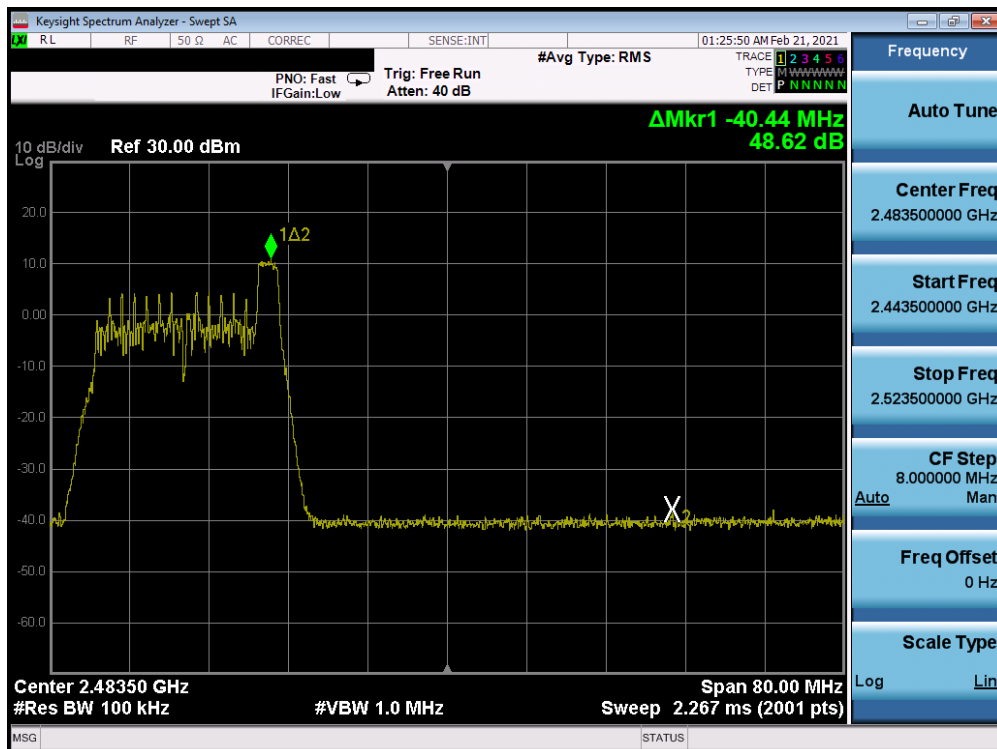 Keysight Spectrum Analyzer - Swept SA
LXI RL RF 50 Ω AC CORREC SENSE:INT 01:25:50 AM Feb 21, 2021
#Avg Type: RMS TRACE 1 2 3 4 5 6
PNO: Fast Trig: Free Run TYPE M WWWWW
IFGain:Low Atten: 40 dB DET P N N N N N
ΔMkr1 -40.44 MHz
48.62 dB
10 dB/div Ref 30.00 dBm
Log
20.0
10.0
0.00
-10.0
-20.0
-30.0
-40.0
-50.0
-60.0
1Δ2
X2
Center 2.48350 GHz Span 80.00 MHz
#Res BW 100 kHz #VBW 1.0 MHz Sweep 2.267 ms (2001 pts)
MSG STATUS
Frequency
Auto Tune
Center Freq
2.483500000 GHz
Start Freq
2.443500000 GHz
Stop Freq
2.523500000 GHz
CF Step
8.000000 MHz
Auto Man
Freq Offset
0 Hz
Scale Type
Log Lin